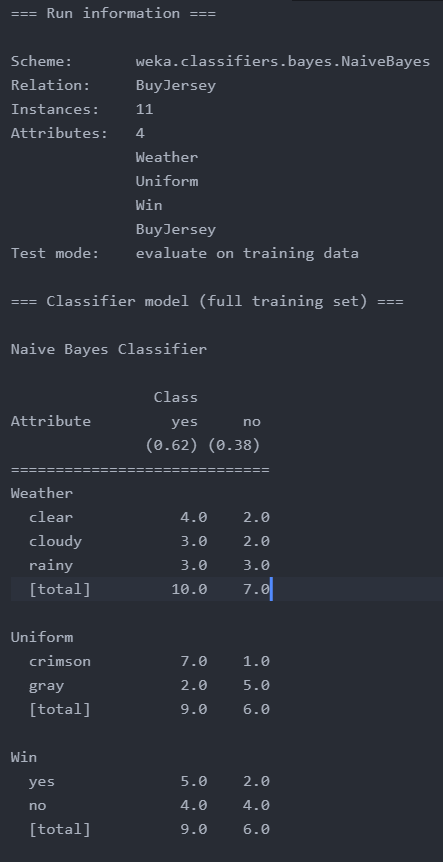 === Run information ===
Scheme: weka.classifiers.bayes.NaiveBayes
Relation: BuyJersey
Instances: 11
Attributes: 4
Weather
Uniform
Win
BuyJersey
Test mode: evaluate on training data
=== Classifier model (full training set) ===
Naive Bayes Classifier
Class
Attribute yes no
(0.62) (0.38)
=============================
Weather
clear 4.0 2.0
cloudy 3.0 2.0
rainy 3.0 3.0
[total] 10.0 7.0
Uniform
crimson 7.0 1.0
gray 2.0 5.0
[total] 9.0 6.0
Win
yes 5.0 2.0
no 4.0 4.0
[total] 9.0 6.0